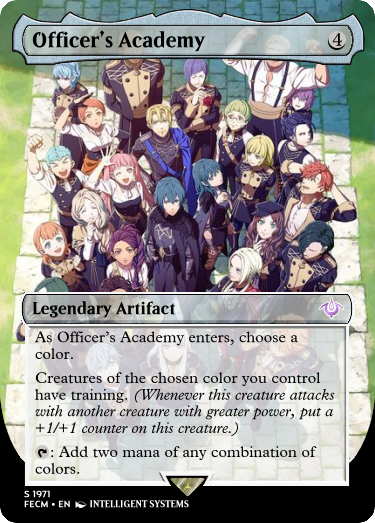 Officer's Academy 4
Legendary Artifact
As Officer's Academy enters, choose a
color.
Creatures of the chosen color you control
have training. (Whenever this creature attacks
with another creature with greater power, put a
+1/+1 counter on this creature.)
: Add two mana of any combination of
colors.
S 1971
FECM • EN INTELLIGENT SYSTEMS